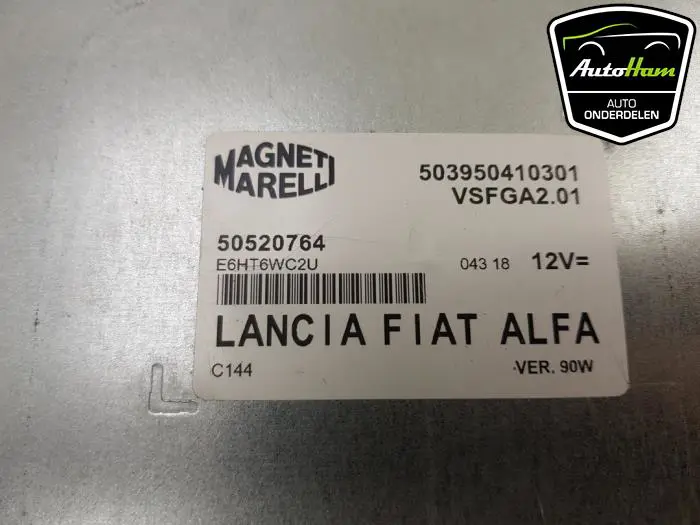 AutoHam
AUTO
ONDERDELEN
MAGNETI
MARELLI
503950410301
VSFGA2.01
50520764
E6HT6WC2U
043 18 12V=
LANCIA FIAT ALFA
C144
VER. 90W